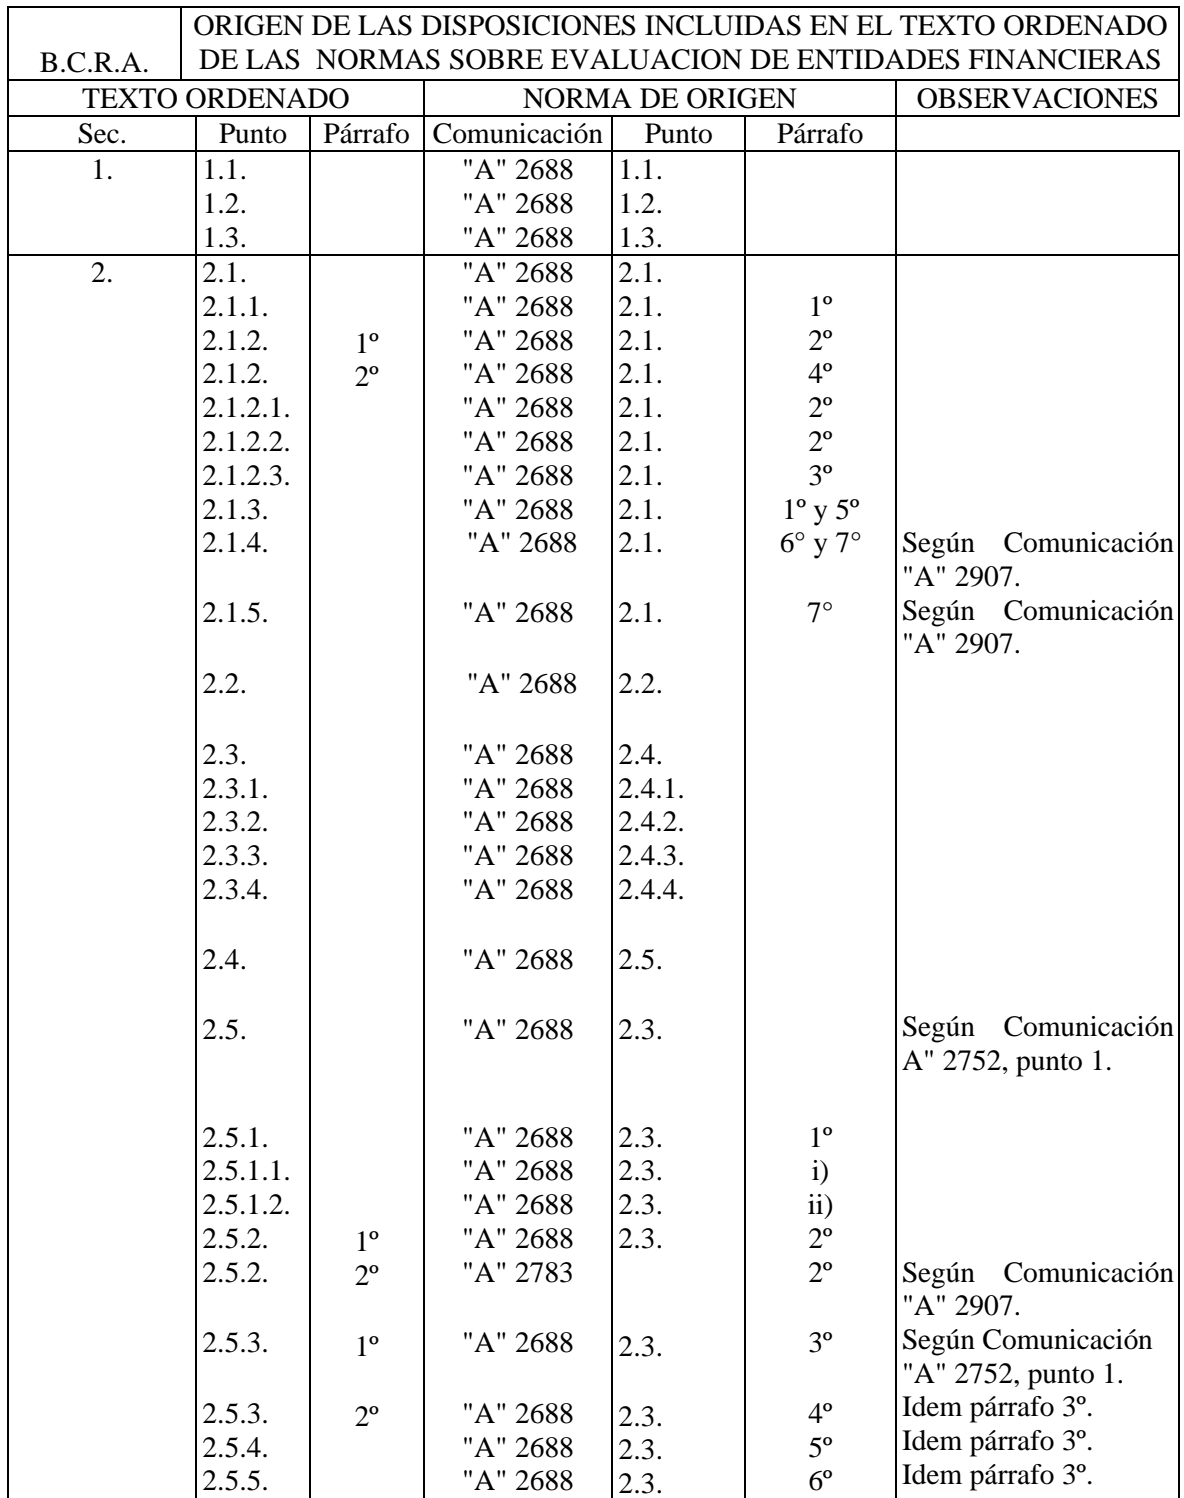 ORIGEN DE LAS DISPOSICIONES INCLUIDAS EN EL TEXTO ORDENADO
B.C.R.A. DE LAS NORMAS SOBRE EVALUACION DE ENTIDADES FINANCIERAS
TEXTO ORDENADO NORMA DE ORIGEN OBSERVACIONES
Sec. Punto Párrafo Comunicación Punto Párrafo
1. 1.1. "A" 2688 1.1.
1.2. "A" 2688 1.2.
1.3. "A" 2688 1.3.
2. 2.1. "A" 2688 2.1.
2.1.1. "A" 2688 2.1. 1º
2.1.2. 1º "A" 2688 2.1. 2º
2.1.2. 2º "A" 2688 2.1. 4º
2.1.2.1. "A" 2688 2.1. 2º
2.1.2.2. "A" 2688 2.1. 2º
2.1.2.3. "A" 2688 2.1. 3º
2.1.3. "A" 2688 2.1. 1º y 5º
2.1.4. "A" 2688 2.1. 6° y 7° Según Comunicación
"A" 2907.
2.1.5. "A" 2688 2.1. 7° Según Comunicación
"A" 2907.
2.2. "A" 2688 2.2.
2.3. "A" 2688 2.4.
2.3.1. "A" 2688 2.4.1.
2.3.2. "A" 2688 2.4.2.
2.3.3. "A" 2688 2.4.3.
2.3.4. "A" 2688 2.4.4.
2.4. "A" 2688 2.5.
2.5. "A" 2688 2.3. Según Comunicación
A" 2752, punto 1.
2.5.1. "A" 2688 2.3. 1º
2.5.1.1. "A" 2688 2.3. i)
2.5.1.2. "A" 2688 2.3. ii)
2.5.2. 1º "A" 2688 2.3. 2º
2.5.2. 2º "A" 2783 2º Según Comunicación
"A" 2907.
2.5.3. 1º "A" 2688 2.3. 3º Según Comunicación
"A" 2752, punto 1.
2.5.3. 2º "A" 2688 2.3. 4º Idem párrafo 3º.
2.5.4. "A" 2688 2.3. 5º Idem párrafo 3º.
2.5.5. "A" 2688 2.3. 6º Idem párrafo 3º.